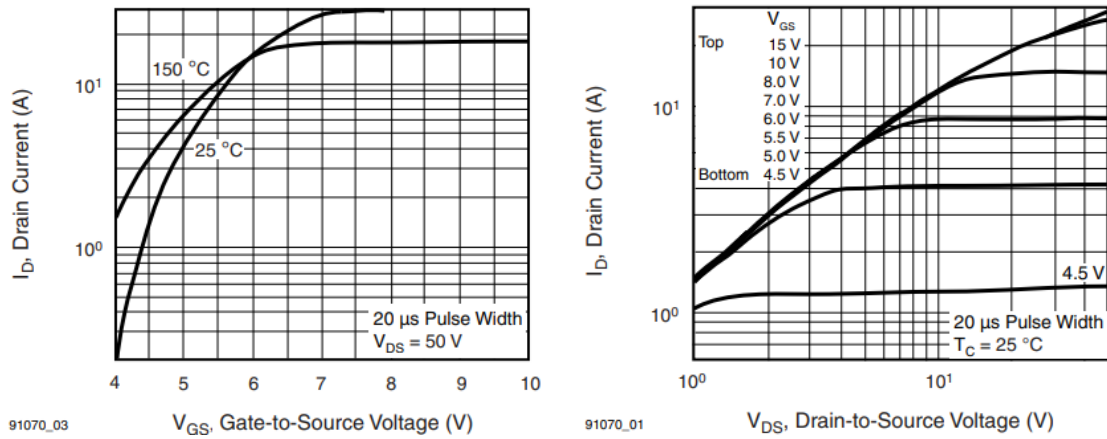 10¹
10⁰
I_D, Drain Current (A)
150 °C
25 °C
20 µs Pulse Width
V_DS = 50 V
4 5 6 7 8 9 10
91070_03
V_GS, Gate-to-Source Voltage (V)
I_D, Drain Current (A)
10¹
10⁰
V_GS
Top
15 V
10 V
8.0 V
7.0 V
6.0 V
5.5 V
5.0 V
Bottom 4.5 V
4.5 V
20 µs Pulse Width
T_C = 25 °C
10⁰ 10¹
91070_01
V_DS, Drain-to-Source Voltage (V)